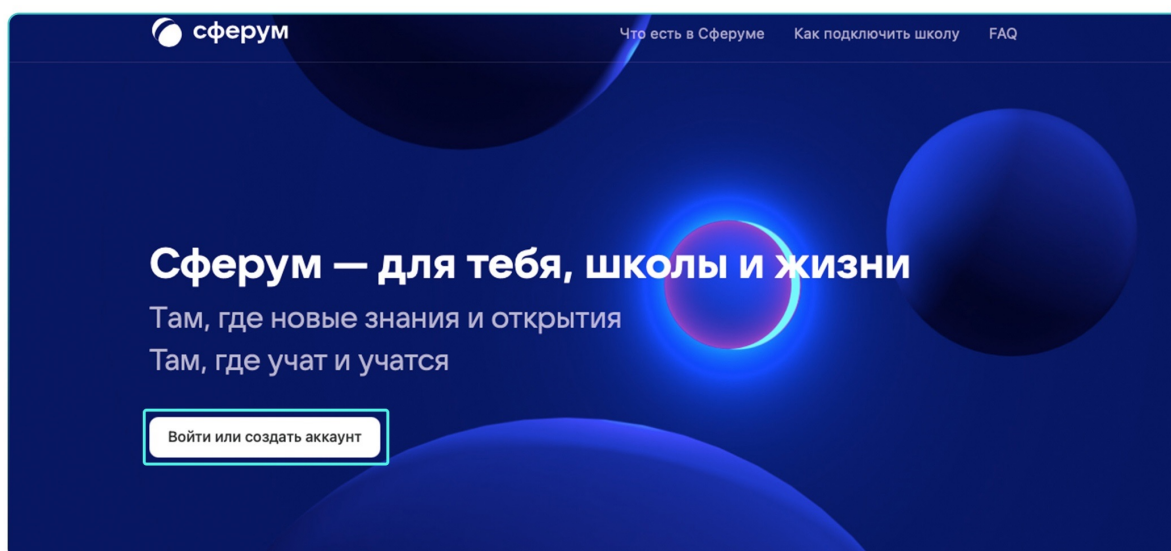 сферум
Что есть в Сферуме
Как подключить школу
FAQ
Сферум — для тебя, школы и жизни
Там, где новые знания и открытия
Там, где учат и учатся
Войти или создать аккаунт